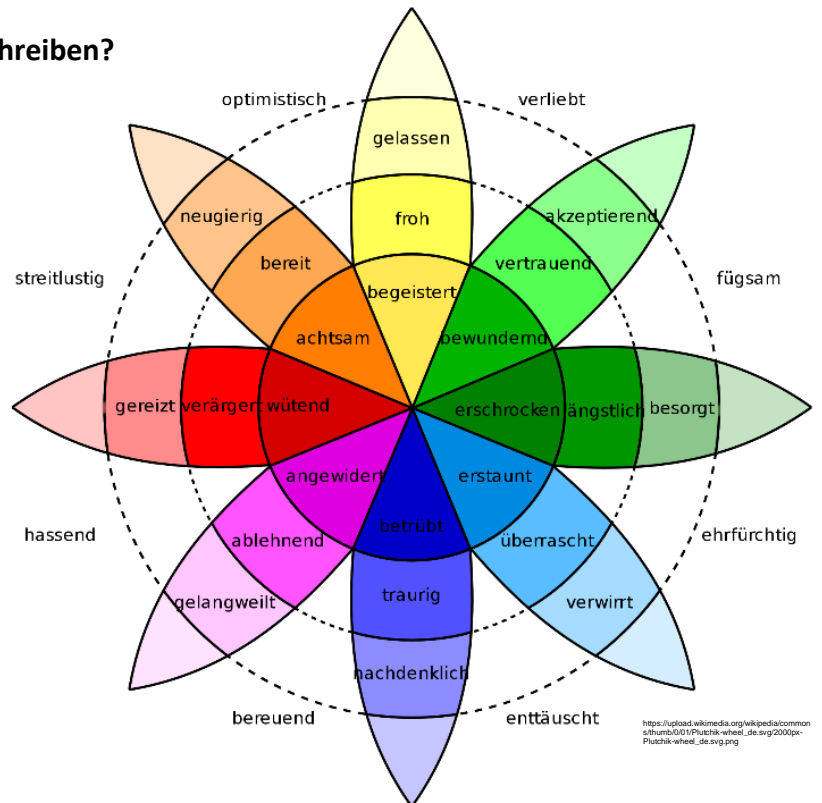 hreiben?
optimistisch
verliebt
gelassen
neugierig
froh
akzeptierend
bereit
vertrauend
streitlustig
fügsam
begeistert
achtsam
bewundernd
gereizt
verärgert
wütend
erschrocken
ängstlich
besorgt
angewidert
erstaunt
hassend
betrübt
ehrfürchtig
ablehnend
überrascht
traurig
gelangweilt
verwirrt
nachdenklich
bereuend
enttäuscht
https://upload.wikimedia.org/wikipedia/common
s/thumb/0/01/Plutchik-wheel_de.svg/2000px-
Plutchik-wheel_de.svg.png